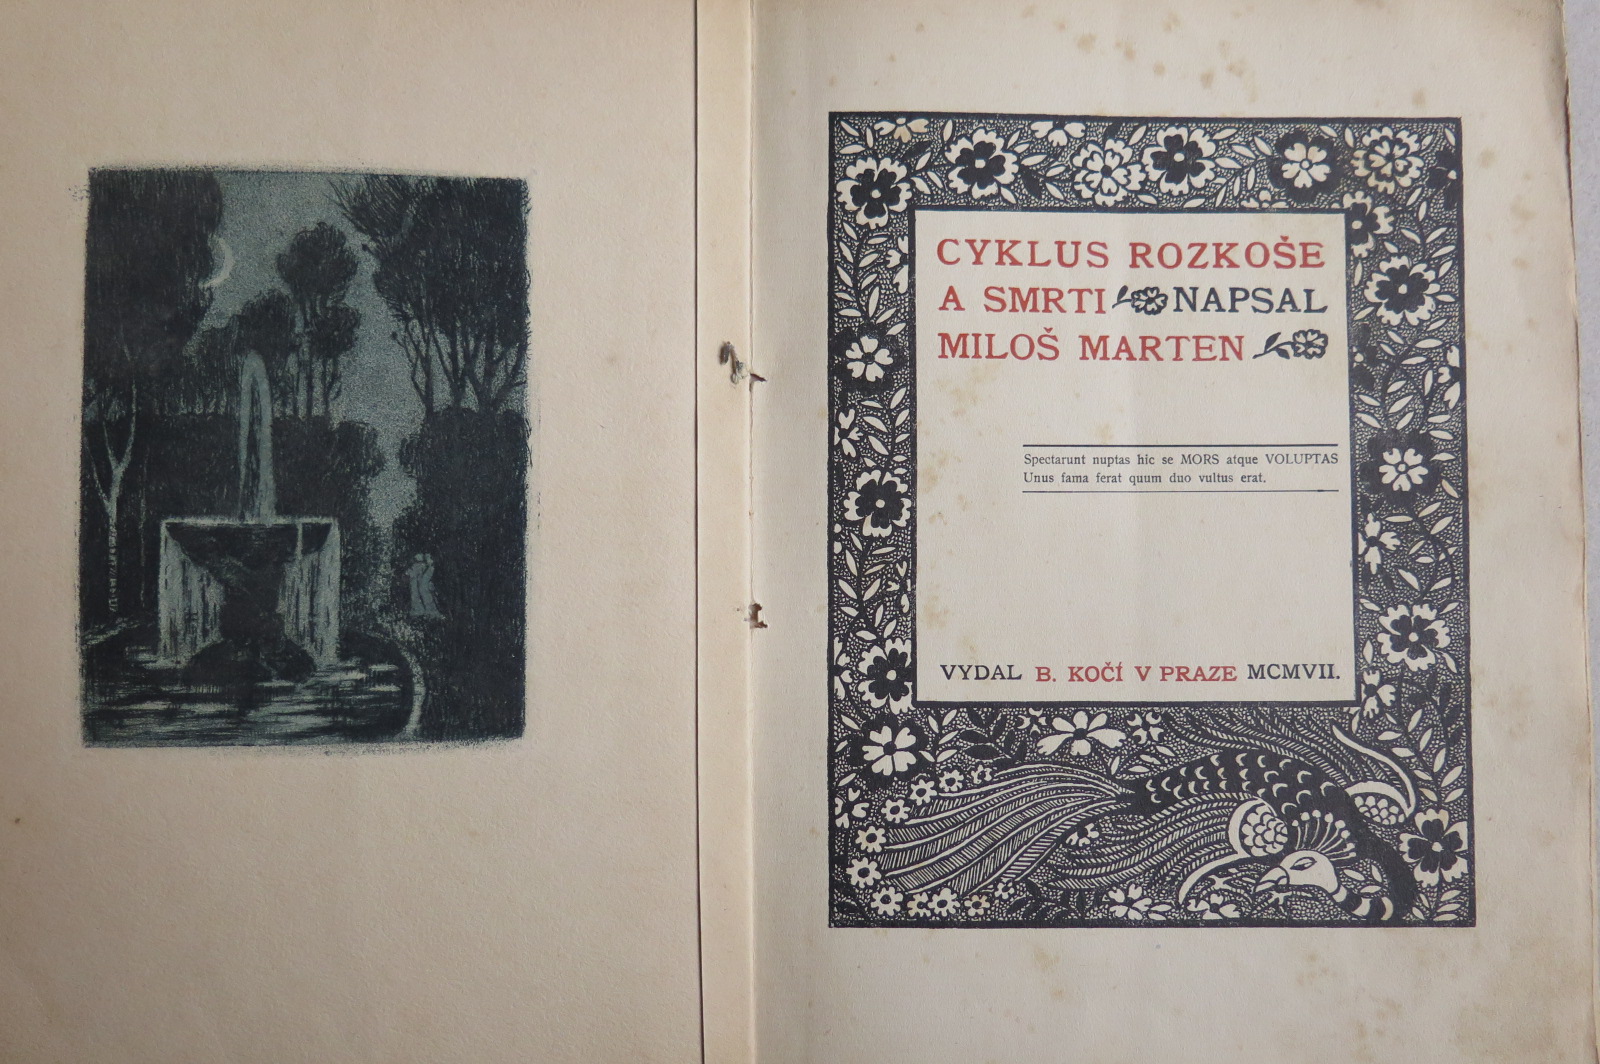 CYKLUS ROZKOŠE
A SMRTI NAPSAL
MILOŠ MARTEN
Spectarunt nuptas hic se MORS atque VOLUPTAS
Unus fama ferat quum duo vultus erat.
VYDAL B. KOČÍ V PRAZE MCMVII.